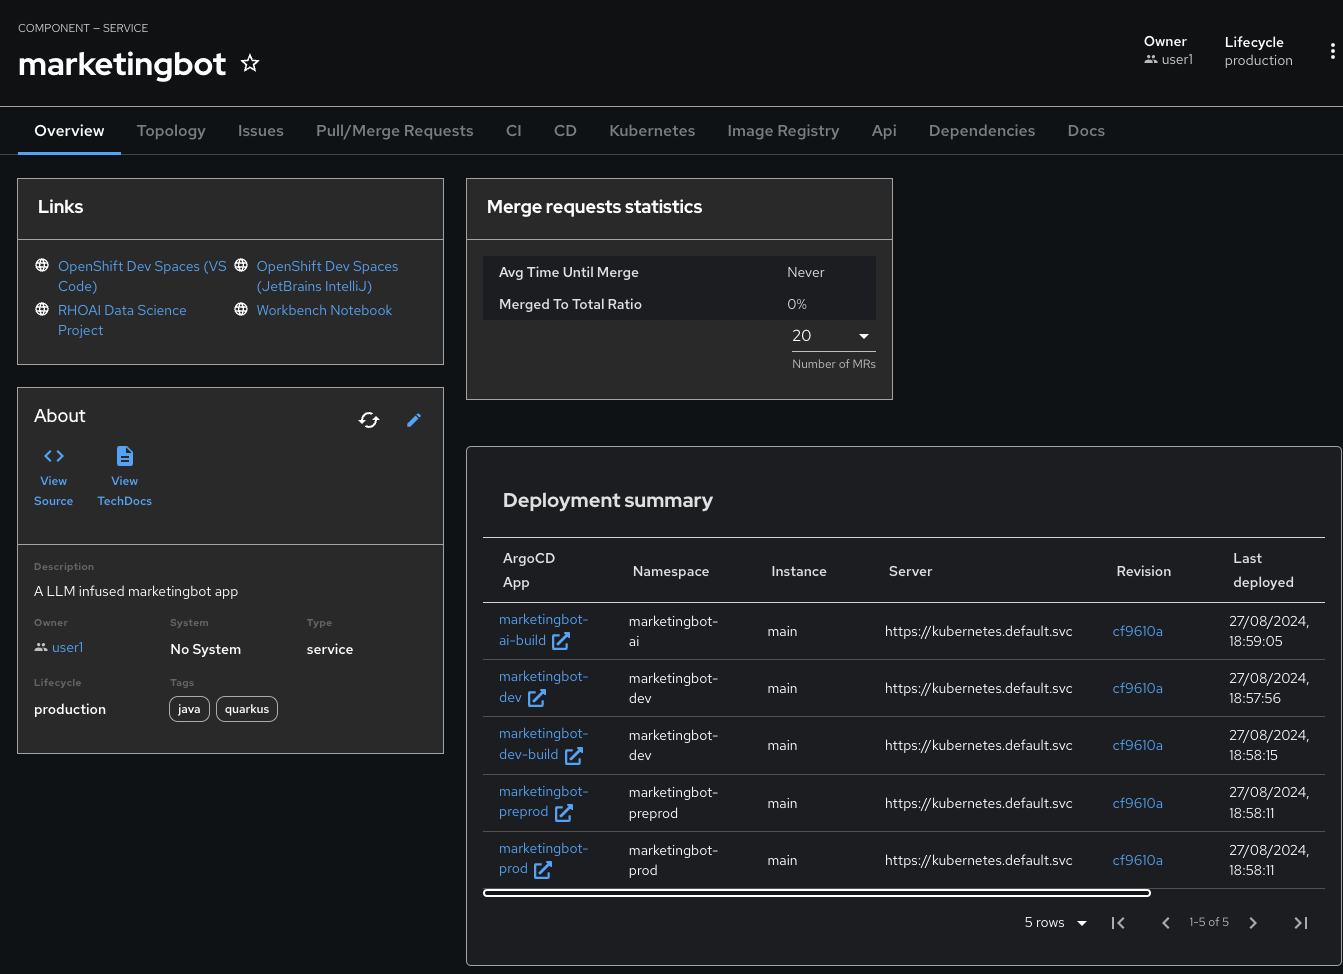 COMPONENT — SERVICE
marketingbot
Owner
user1
Lifecycle
production
Overview
Topology
Issues
Pull/Merge Requests
CI
CD
Kubernetes
Image Registry
Api
Dependencies
Docs
Links
OpenShift Dev Spaces (VS
Code)
OpenShift Dev Spaces
(JetBrains IntelliJ)
RHOAI Data Science
Project
Workbench Notebook
Merge requests statistics
Avg Time Until Merge
Never
Merged To Total Ratio
0%
20
Number of MRs
About
View
Source
View
TechDocs
Description
A LLM infused marketingbot app
Owner
user1
System
No System
Type
service
Lifecycle
production
Tags
java
quarkus
Deployment summary
ArgoCD
App
Namespace
Instance
Server
Revision
Last
deployed
marketingbot-
ai-build
marketingbot-
ai
main
https://kubernetes.default.svc
cf9610a
27/08/2024,
18:59:05
marketingbot-
dev
marketingbot-
dev
main
https://kubernetes.default.svc
cf9610a
27/08/2024,
18:57:56
marketingbot-
dev-build
marketingbot-
dev
main
https://kubernetes.default.svc
cf9610a
27/08/2024,
18:58:15
marketingbot-
preprod
marketingbot-
preprod
main
https://kubernetes.default.svc
cf9610a
27/08/2024,
18:58:11
marketingbot-
prod
marketingbot-
prod
main
https://kubernetes.default.svc
cf9610a
27/08/2024,
18:58:11
5 rows
1-5 of 5